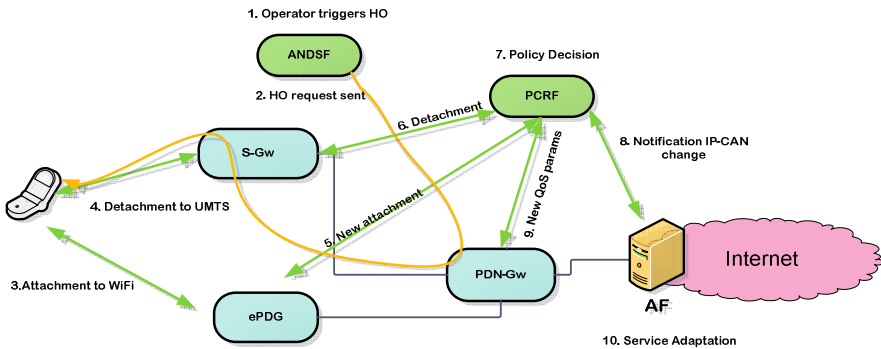 1. Operator triggers HO
ANDSF
7. Policy Decision
2. HO request sent
PCRF
6. Detachment
S-Gw
8. Notification IP-CAN
change
4. Detachment to UMTS
5. New attachment
9. New QoS params
PDN-Gw
Internet
3.Attachment to WiFi
AF
ePDG
10. Service Adaptation